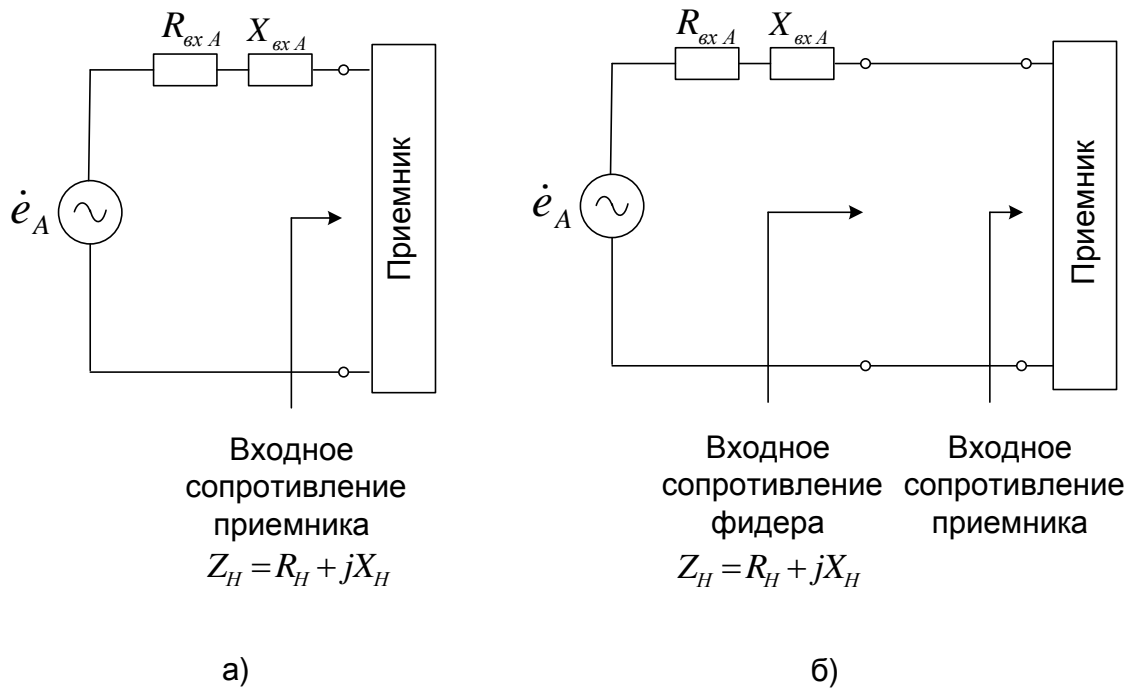 R_{вх A} X_{вх A}
ė_A
Приемник
Входное
сопротивление
приемника
Z_H = R_H + jX_H
а)
R_{вх A} X_{вх A}
ė_A
Приемник
Входное
сопротивление
фидера
Z_H = R_H + jX_H
Входное
сопротивление
приемника
б)